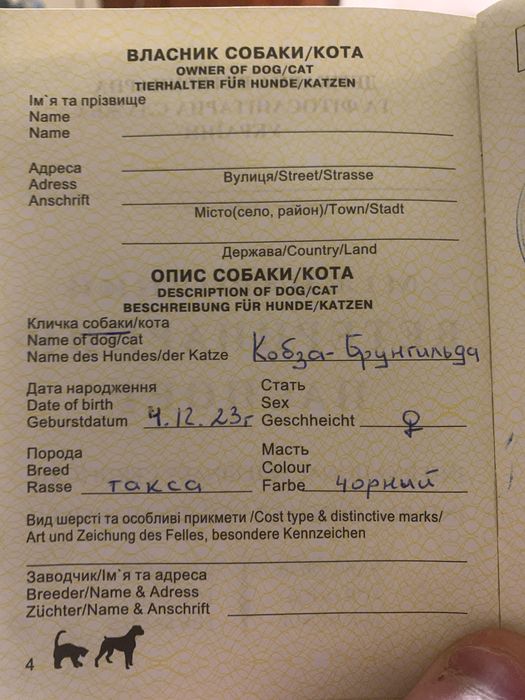 ВЛАСНИК СОБАКИ/КОТА
OWNER OF DOG/CAT
TIERHALTER FÜR HUNDE/KATZEN
Ім`я та прізвище
Name
Name
Адреса
Adress
Anschrift
Вулиця/Street/Strasse
Місто(село, район)/Town/Stadt
Держава/Country/Land
ОПИС СОБАКИ/КОТА
DESCRIPTION OF DOG/CAT
BESCHREIBUNG FÜR HUNDE/KATZEN
Кличка собаки/кота
Name of dog/cat
Name des Hundes/der Katze Кобза-Брунгильда
Дата народження
Date of birth
Geburstdatum 4.12.23г
Стать
Sex
Geschheicht ♀
Порода
Breed
Rasse такса
Масть
Colour
Farbe чорний
Вид шерсті та особливі прикмети /Cost type & distinctive marks/
Art und Zeichung des Felles, besondere Kennzeichen
Заводчик/Ім`я та адреса
Breeder/Name & Adress
Züchter/Name & Anschrift
4